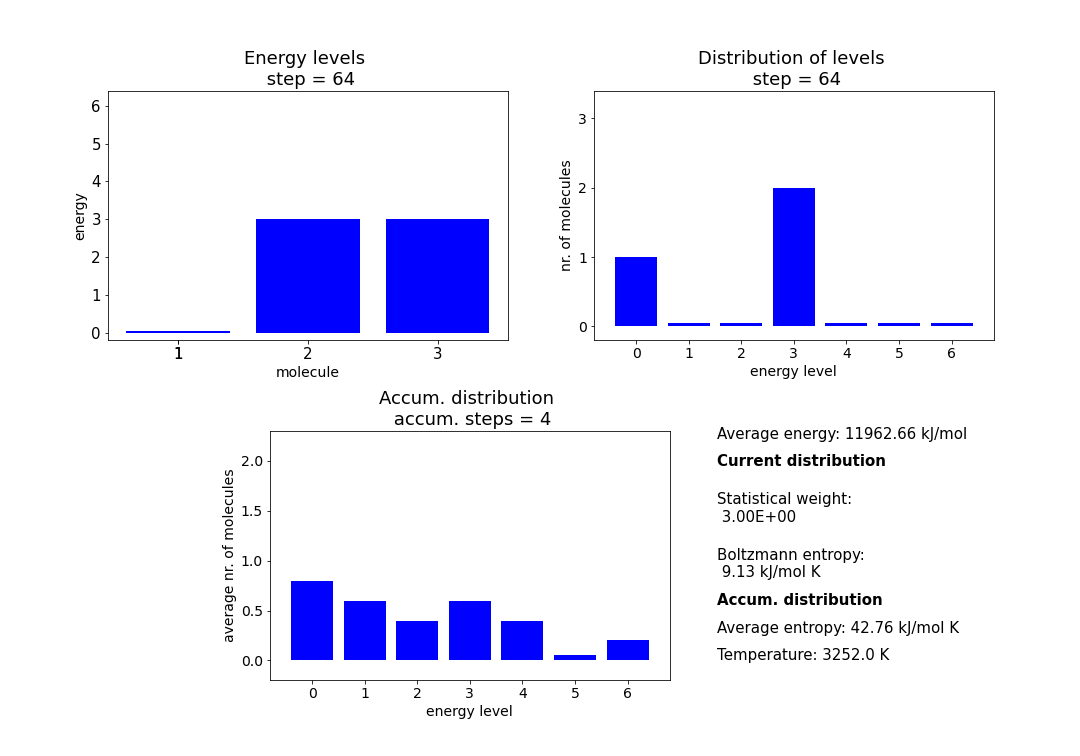 Energy levels
step = 64
6
5
4
3
2
1
0
energy
1
2
3
molecule
Distribution of levels
step = 64
3
2
1
0
nr. of molecules
0
1
2
3
4
5
6
energy level
Accum. distribution
accum. steps = 4
2.0
1.5
1.0
0.5
0.0
average nr. of molecules
0
1
2
3
4
5
6
energy level
Average energy: 11962.66 kJ/mol
Current distribution
Statistical weight:
3.00E+00
Boltzmann entropy:
9.13 kJ/mol K
Accum. distribution
Average entropy: 42.76 kJ/mol K
Temperature: 3252.0 K